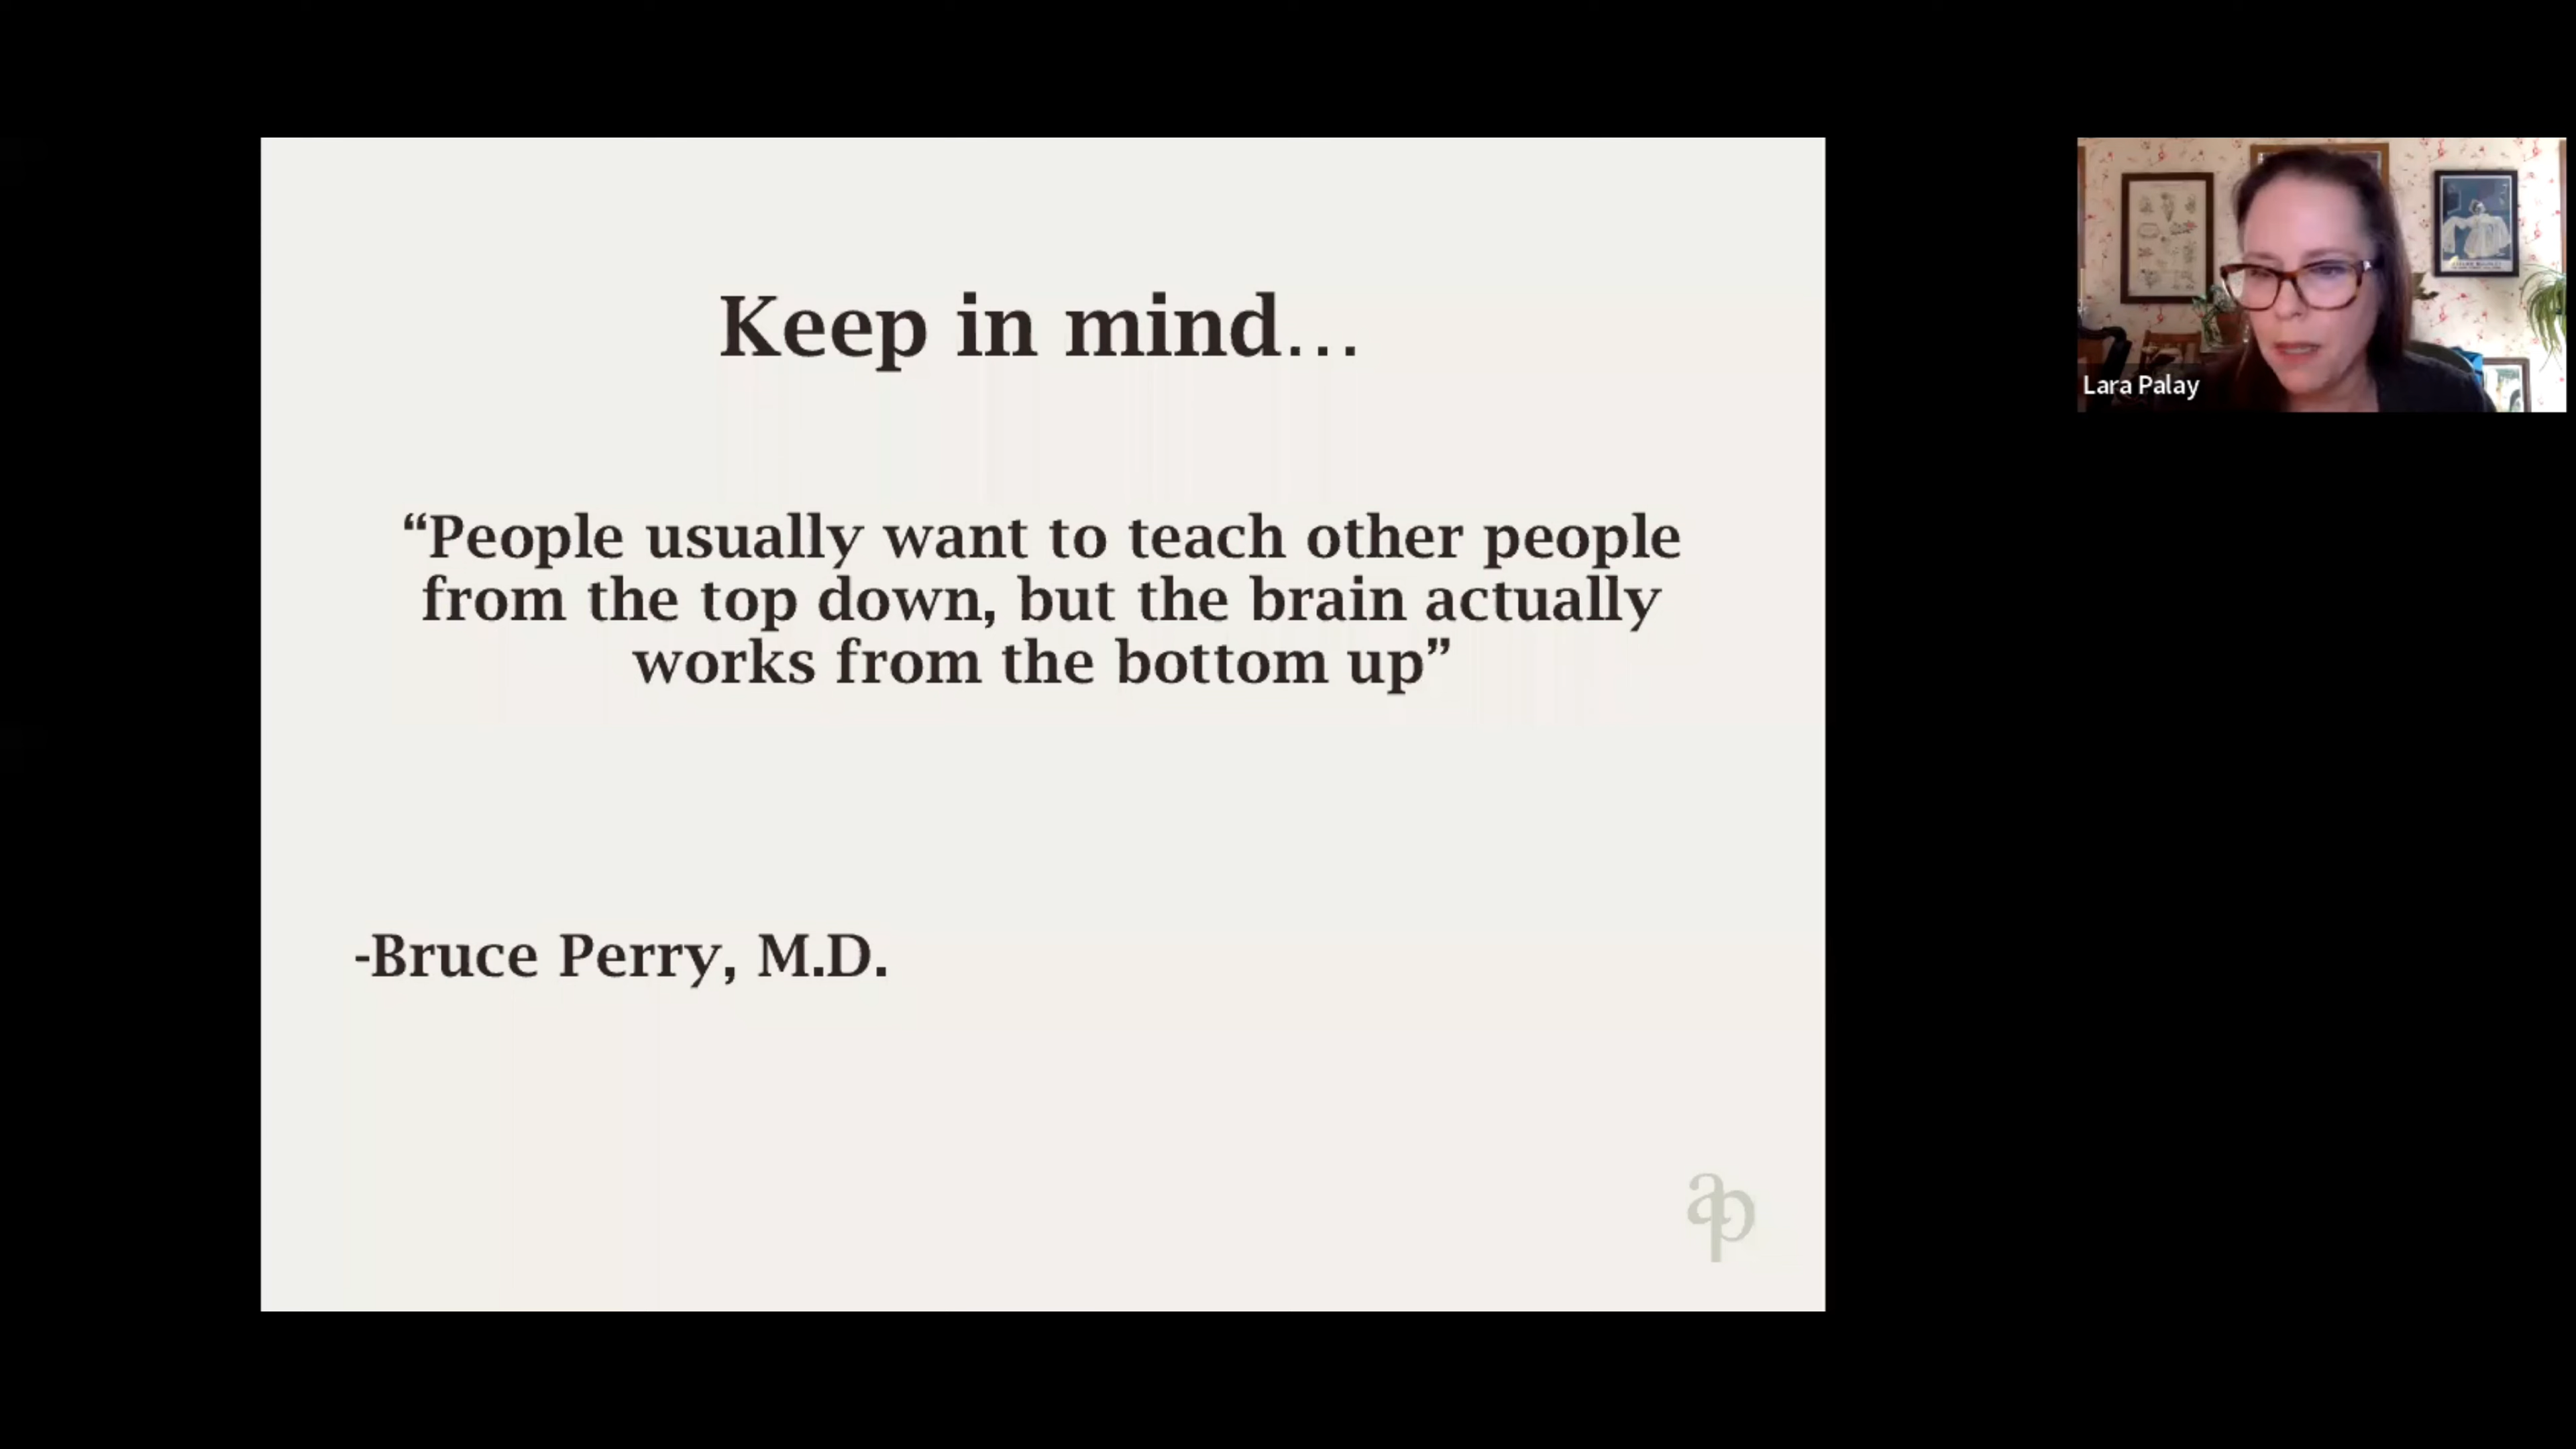 Keep in mind...
“People usually want to teach other people
from the top down, but the brain actually
works from the bottom up”
-Bruce Perry, M.D.
ap
Lara Palay